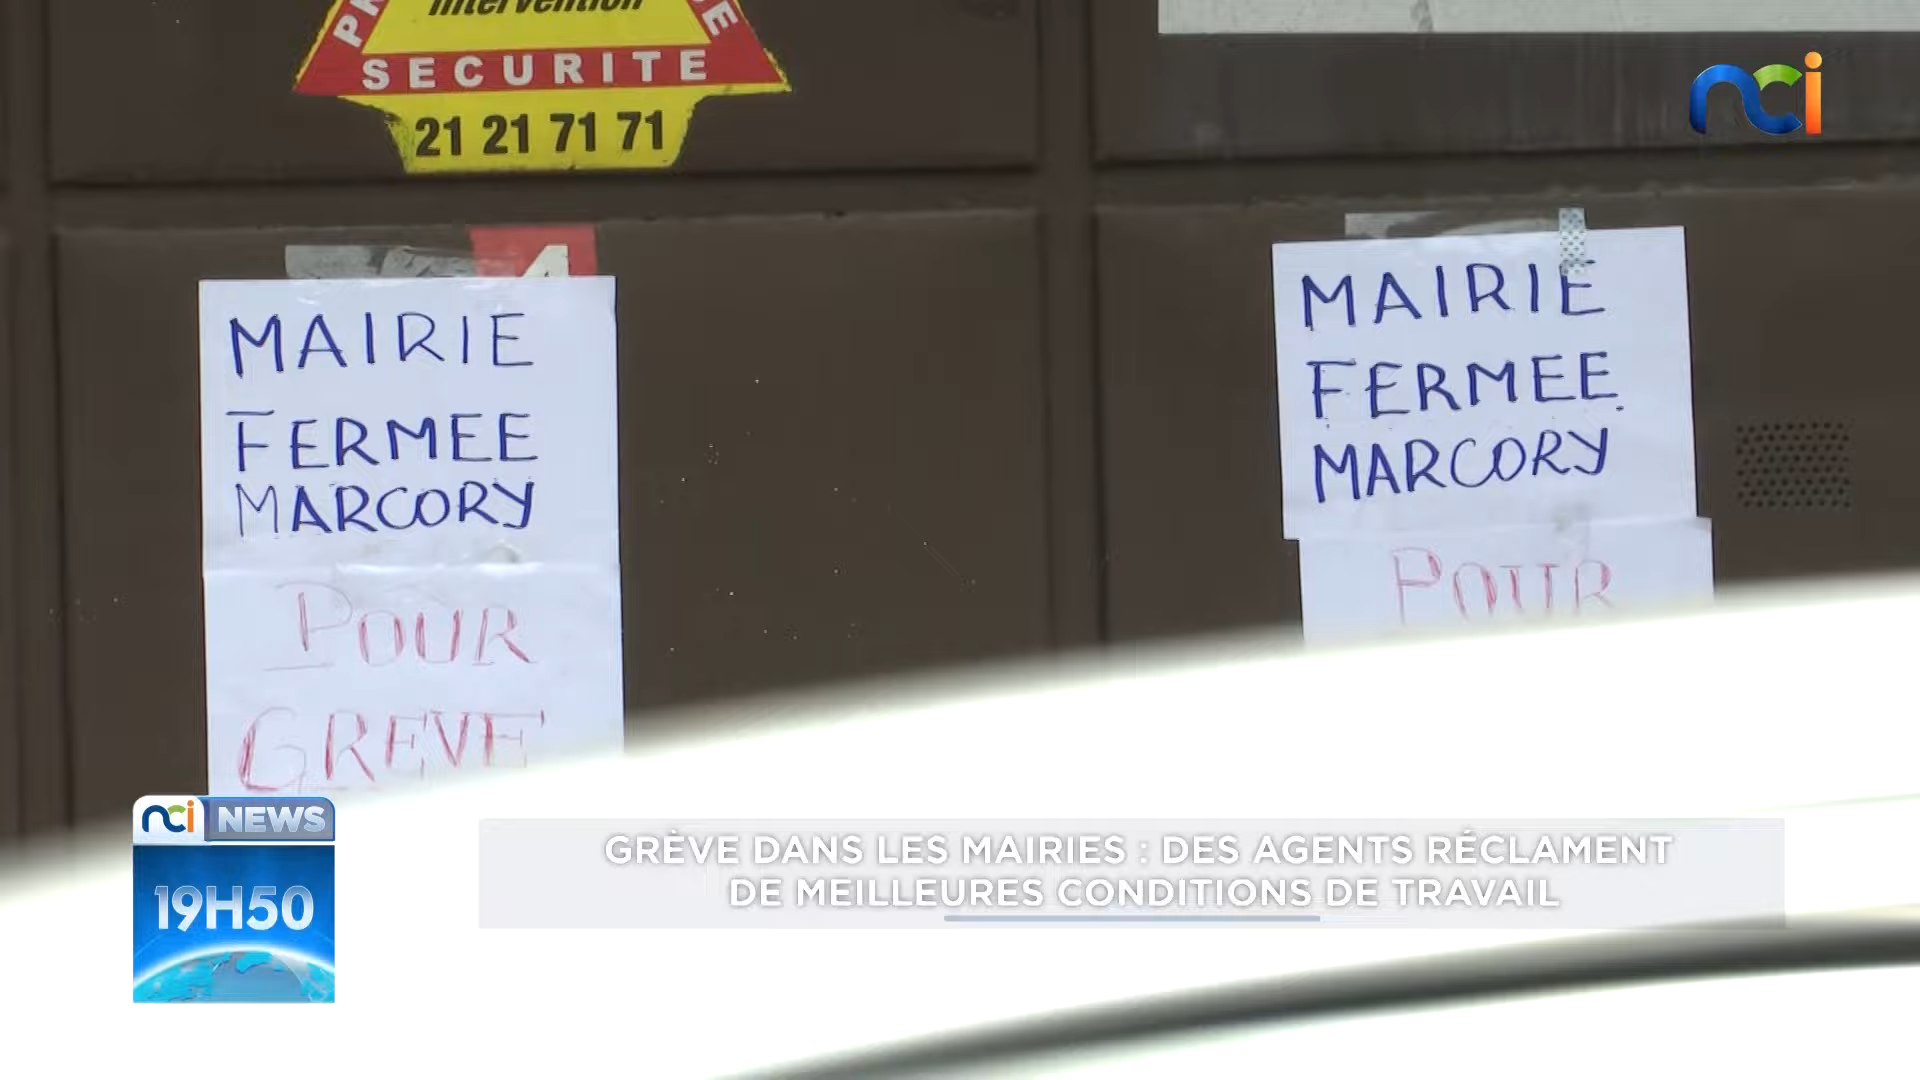 Intervention
SECURITE
21 21 71 71
nci
MAIRIE
FERMEE
MARCORY
POUR
GREVE
MAIRIE
FERMEE
MARCORY
POUR
nci NEWS
19H50
GRÈVE DANS LES MAIRIES : DES AGENTS RÉCLAMENT
DE MEILLEURES CONDITIONS DE TRAVAIL